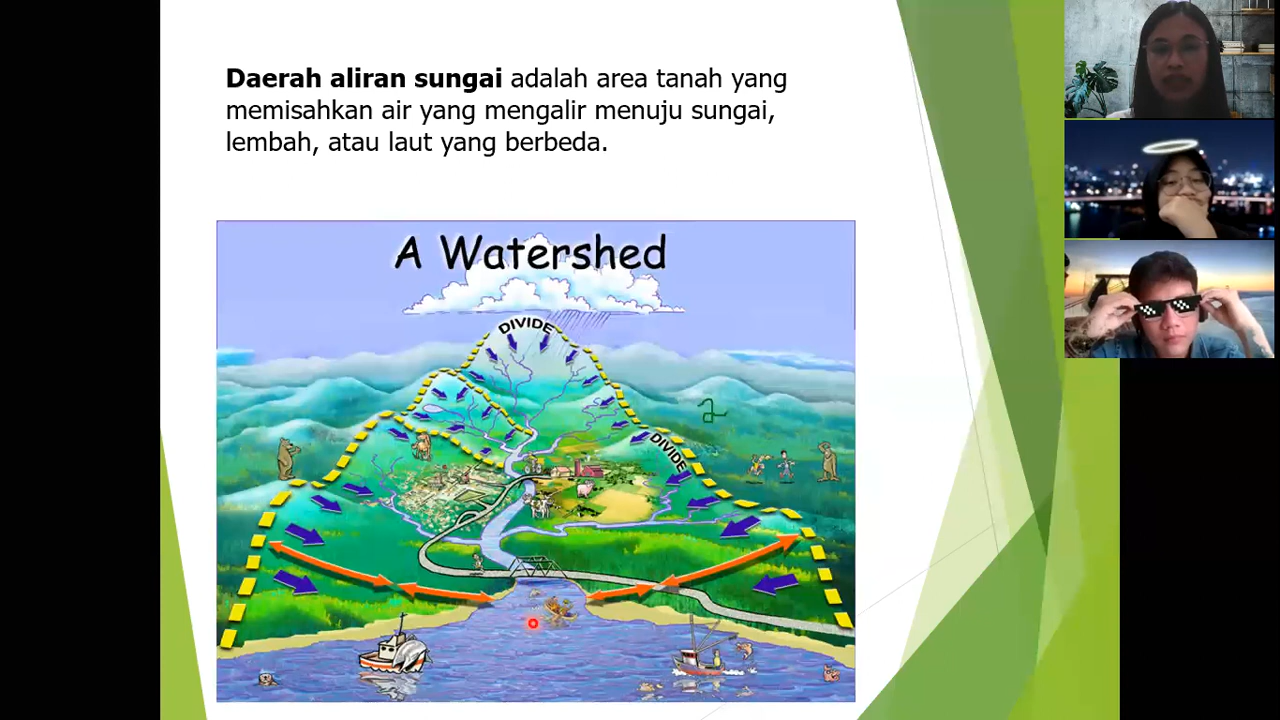 Daerah aliran sungai adalah area tanah yang
memisahkan air yang mengalir menuju sungai,
lembah, atau laut yang berbeda.
A Watershed
DIVIDE
2
DIVIDE